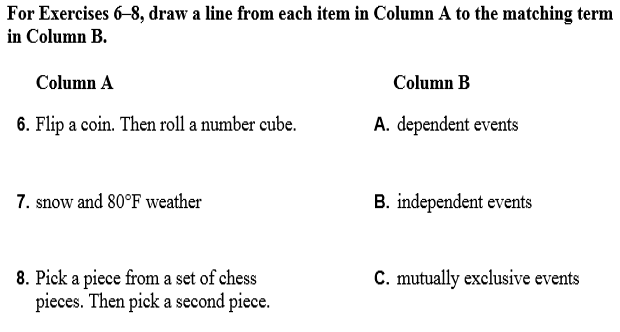 For Exercises 6–8, draw a line from each item in Column A to the matching term
in Column B.
Column A Column B
6. Flip a coin. Then roll a number cube. A. dependent events
7. snow and 80°F weather B. independent events
8. Pick a piece from a set of chess C. mutually exclusive events
pieces. Then pick a second piece.